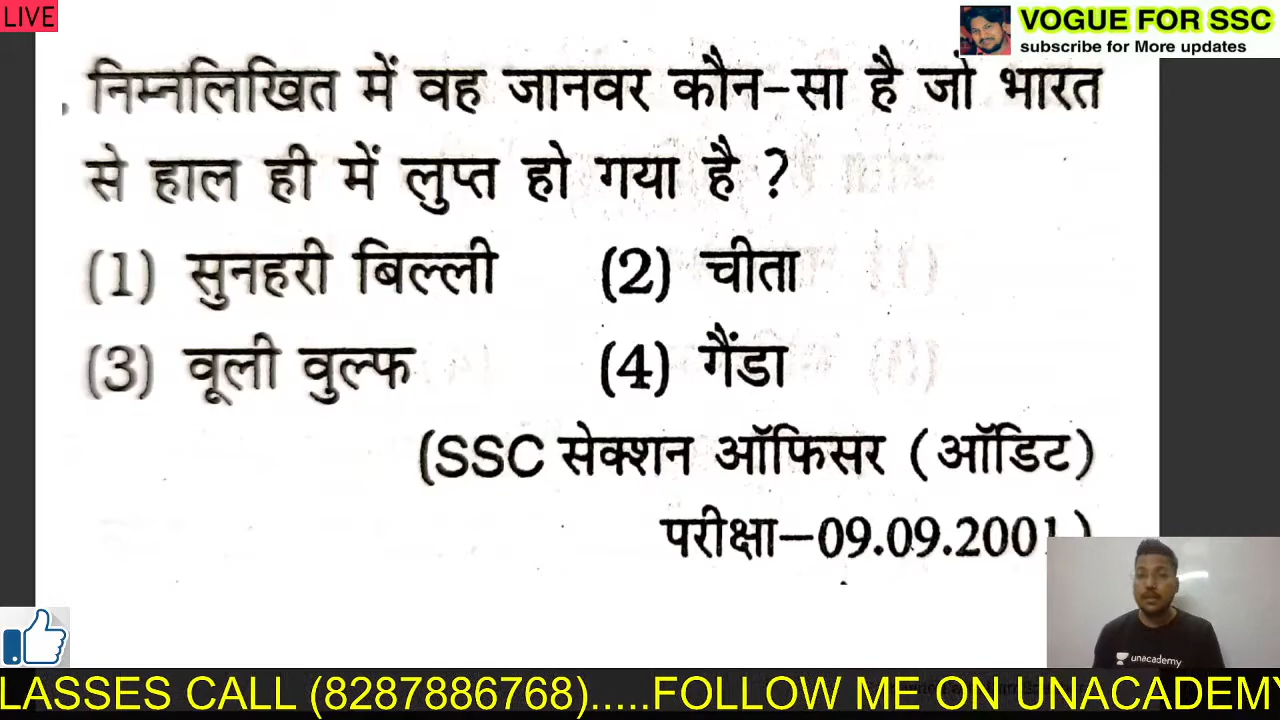 LIVE
VOGUE FOR SSC
subscribe for More updates
निम्नलिखित में वह जानवर कौन-सा है जो भारत
से हाल ही में लुप्त हो गया है ?
(1) सुनहरी बिल्ली (2) चीता
(3) वूली वुल्फ (4) गैंडा
(SSC सेक्शन ऑफिसर (ऑडिट)
परीक्षा–09.09.2001)
unacademy
LASSES CALL (8287886768).....FOLLOW ME ON UNACADEMY